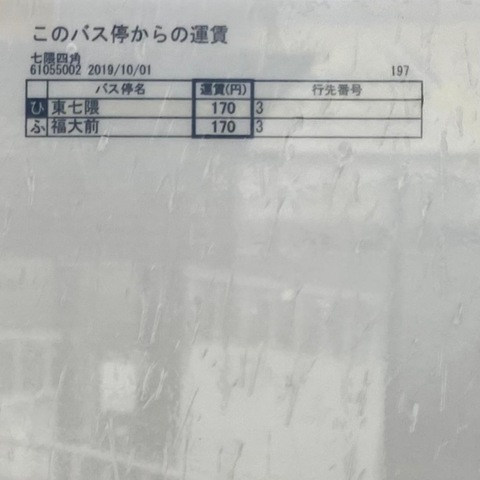 このバス停からの運賃
七隈四角
61055002 2019/10/01 197
バス停名 運賃(円) 行先番号
ひ 東七隈 170 3
ふ 福大前 170 3